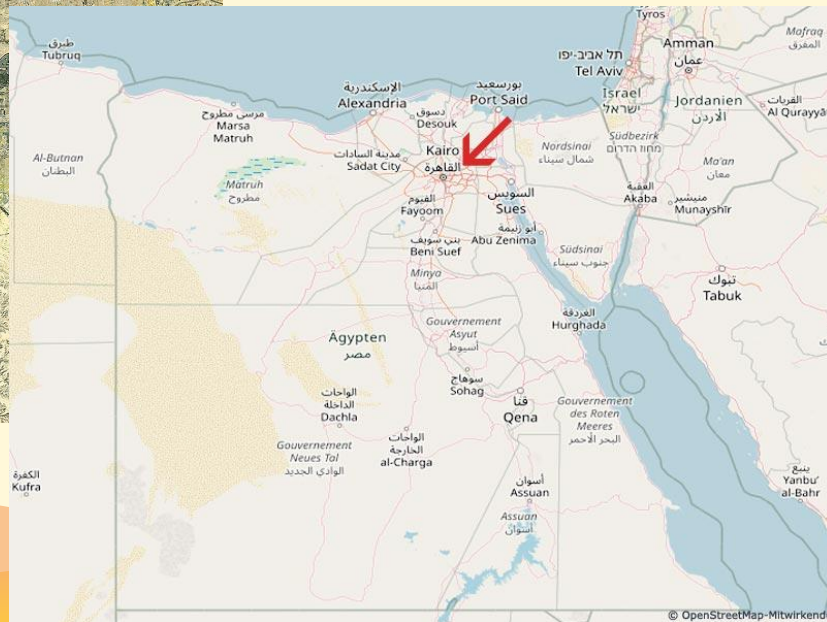 Tyros
Mafraq
المفرق
طبرق
Tubruq
תל אביב-יפו
Tel Aviv
Amman
عمان
الإسكندرية
Alexandria
بورسعيد
Port Said
Israel
ישראל
Jordanien
الأردن
القريات
Al Qurayyā
مرسى مطروح
Marsa
Matruh
دسوق
Desouk
Kairo
القاهرة
Nordsinai
شمال سيناء
Südbezirk
מחוז הדרום
Al-Butnan
البطنان
مدينة السادات
Sadat City
Ma'an
معان
Matruh
مطروح
السويس
Sues
العقبة
Akaba
منيشير
Munayshīr
الفيوم
Fayoom
أبو زنيمة
Abu Zenima
بني سويف
Beni Suef
Südsinai
جنوب سيناء
Minya
المنيا
تبوك
Tabuk
الغردقة
Hurghada
Gouvernement
Asyut
أسيوط
Ägypten
مصر
سوهاج
Sohag
الواحات
الداخلة
Dachla
قنا
Qena
Gouvernement
des Roten
Meeres
البحر الأحمر
الواحات
الخارجة
al-Charga
Gouvernement
Neues Tal
الوادي الجديد
الكفرة
Kufra
ينبع
Yanbuʿ
al-Bahr
أسوان
Assuan
Assuan
أسوان
© OpenStreetMap-Mitwirkend